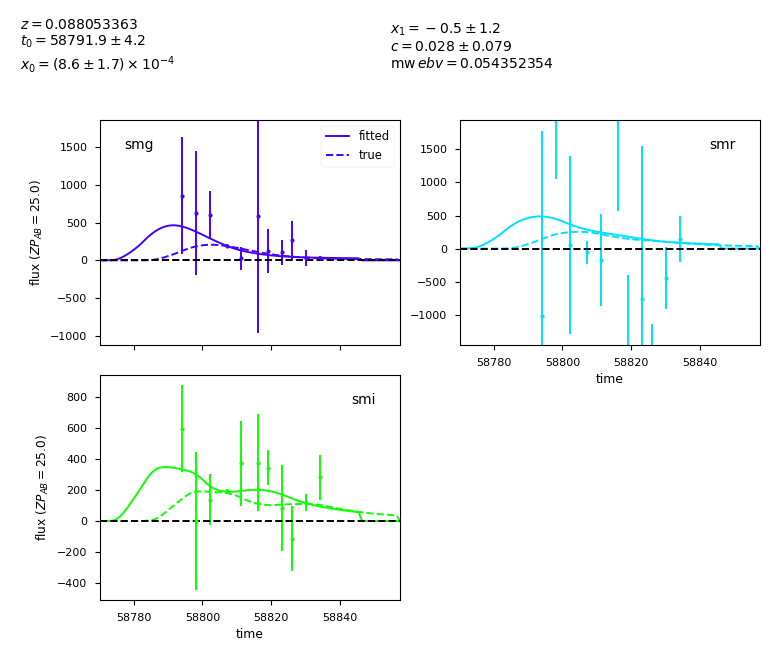 z = 0.088053363
t₀ = 58791.9 ± 4.2
x₀ = (8.6 ± 1.7) × 10⁻⁴
x₁ = −0.5 ± 1.2
c = 0.028 ± 0.079
mwebv = 0.054352354
smg
fitted
true
flux (ZP_AB = 25.0)
1500
1000
500
0
−500
−1000
smr
1500
1000
500
0
−500
−1000
58780 58800 58820 58840
time
smi
flux (ZP_AB = 25.0)
800
600
400
200
0
−200
−400
58780 58800 58820 58840
time